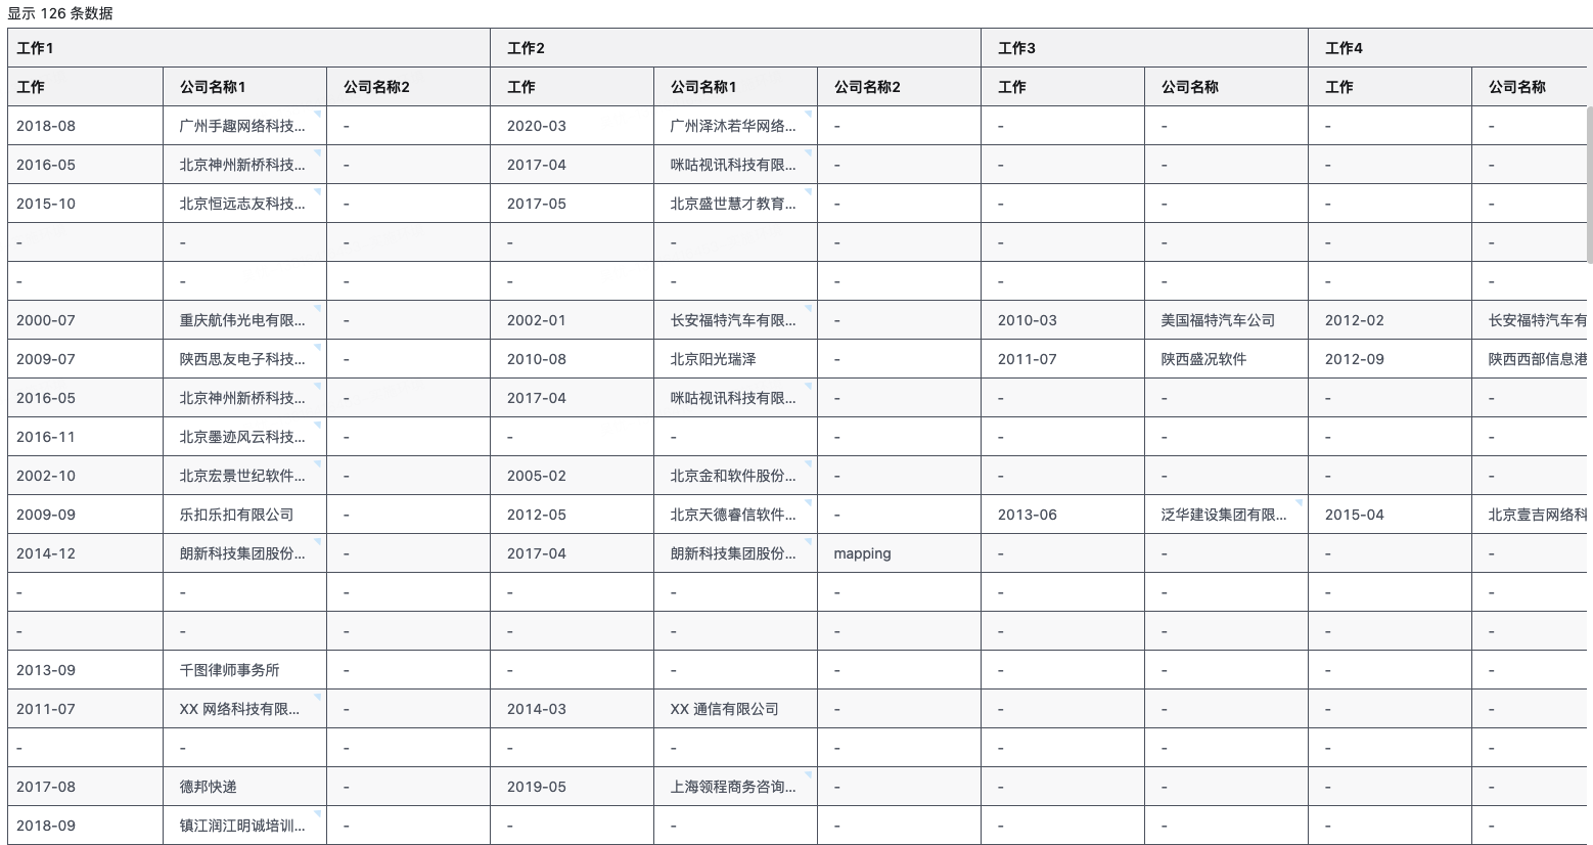 显示 126 条数据
工作1 工作2 工作3 工作4
工作 公司名称1 公司名称2 工作 公司名称1 公司名称2 工作 公司名称 工作 公司名称
2018-08 广州手趣网络科技... - 2020-03 广州泽沐若华网络... - - - - -
2016-05 北京神州新桥科技... - 2017-04 咪咕视讯科技有限... - - - - -
2015-10 北京恒远志友科技... - 2017-05 北京盛世慧才教育... - - - - -
- - - - - - - - - -
- - - - - - - - - -
2000-07 重庆航伟光电有限... - 2002-01 长安福特汽车有限... - 2010-03 美国福特汽车公司 2012-02 长安福特汽车有
2009-07 陕西思友电子科技... - 2010-08 北京阳光瑞泽 - 2011-07 陕西盛况软件 2012-09 陕西西部信息港
2016-05 北京神州新桥科技... - 2017-04 咪咕视讯科技有限... - - - - -
2016-11 北京墨迹风云科技... - - - - - - - -
2002-10 北京宏景世纪软件... - 2005-02 北京金和软件股份... - - - - -
2009-09 乐扣乐扣有限公司 - 2012-05 北京天德睿信软件... - 2013-06 泛华建设集团有限... 2015-04 北京壹吉网络科
2014-12 朗新科技集团股份... - 2017-04 朗新科技集团股份... mapping - - - -
- - - - - - - - - -
- - - - - - - - - -
2013-09 千图律师事务所 - - - - - - - -
2011-07 XX 网络科技有限... - 2014-03 XX 通信有限公司 - - - - -
- - - - - - - - - -
2017-08 德邦快递 - 2019-05 上海领程商务咨询... - - - - -
2018-09 镇江润江明诚培训... - - - - - - - -